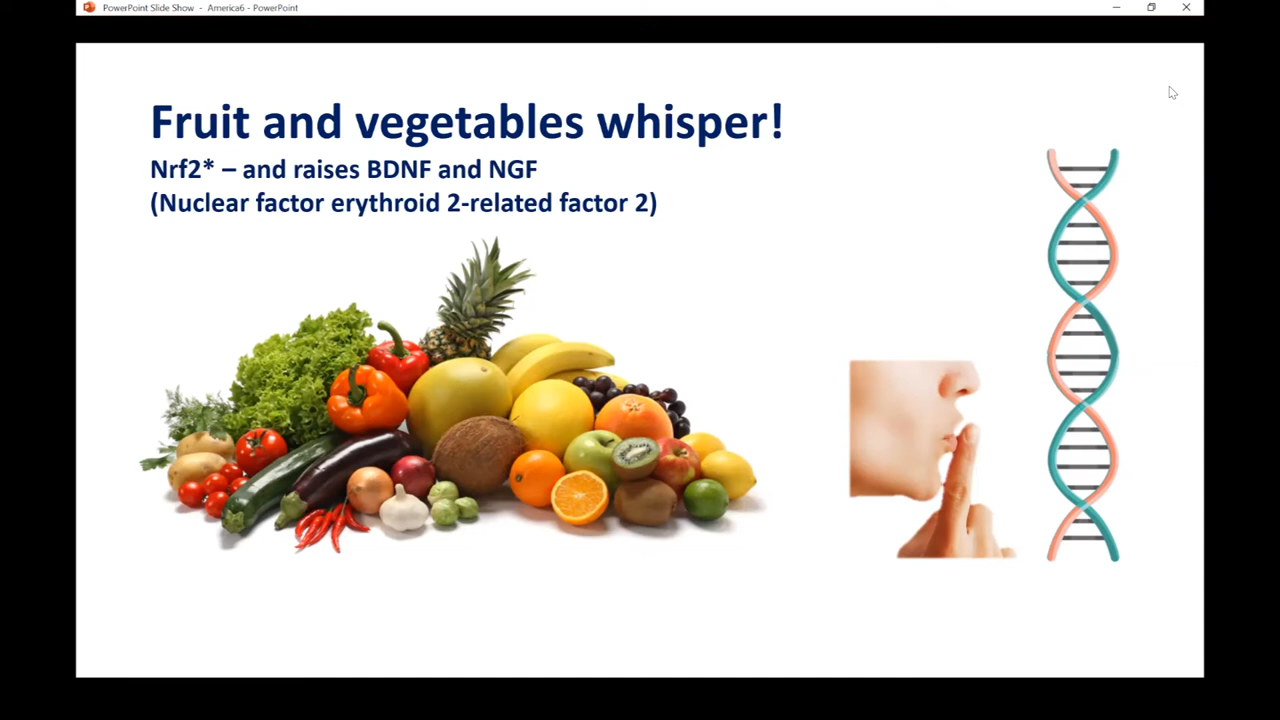 PowerPoint Slide Show - America6 - PowerPoint
Fruit and vegetables whisper!
Nrf2* – and raises BDNF and NGF
(Nuclear factor erythroid 2-related factor 2)